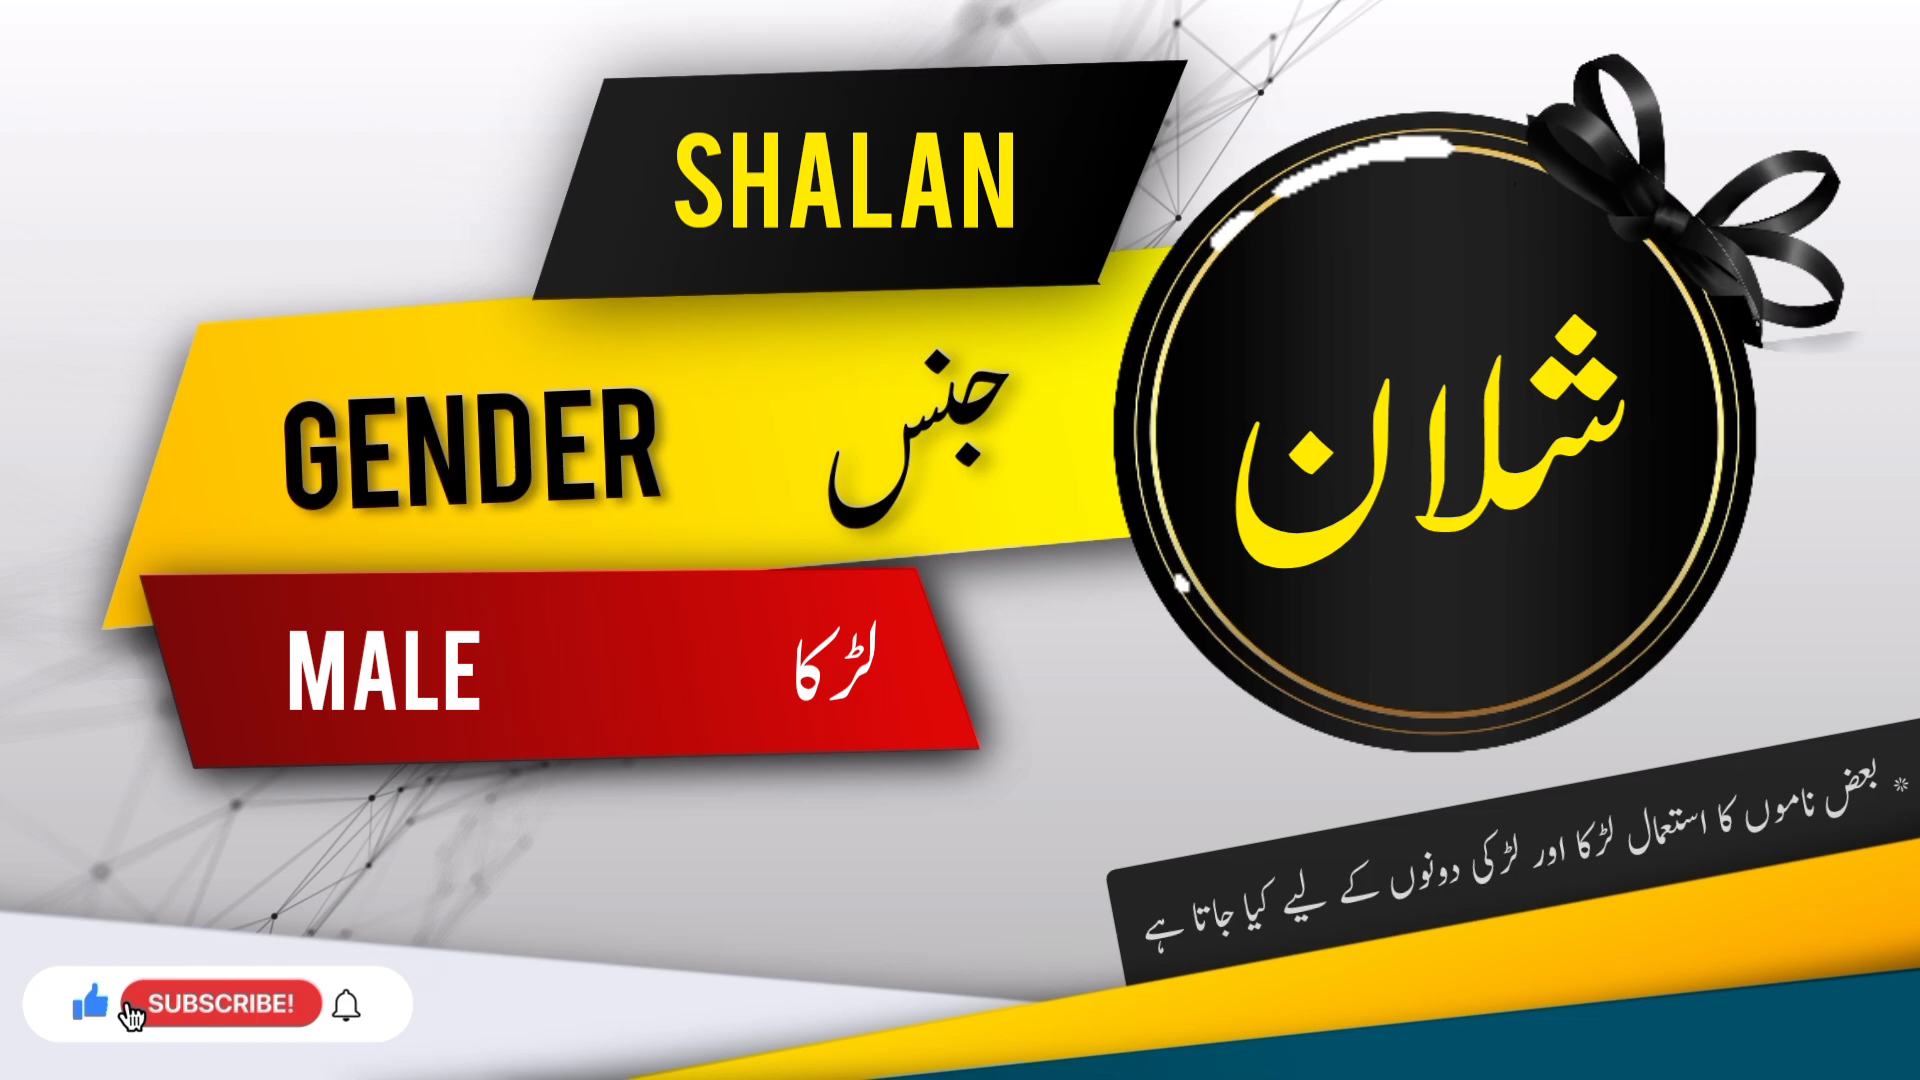 SHALAN
شلان
GENDER جنس
MALE لڑکا
* بعض ناموں کا استعمال لڑکا اور لڑکی دونوں کے لیے کیا جاتا ہے
SUBSCRIBE!